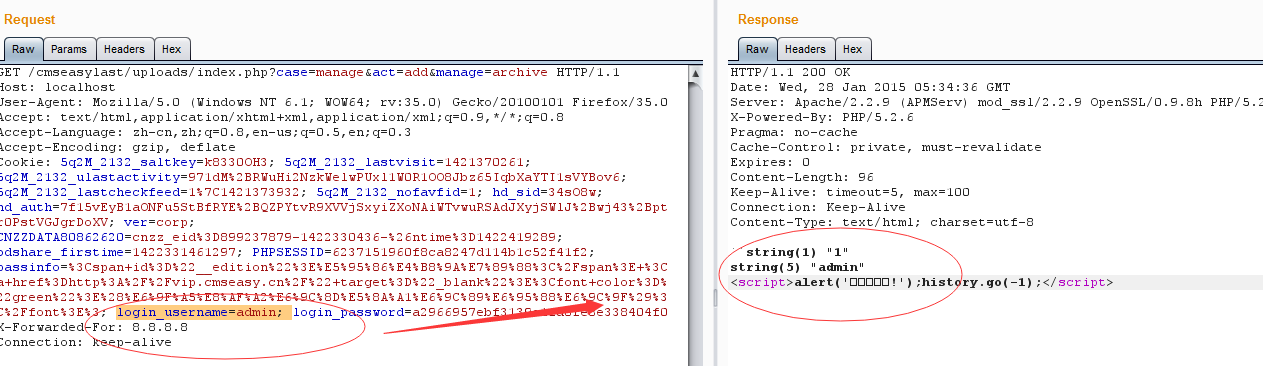 Request
Response
Raw Params Headers Hex
Raw Headers Hex
GET /cmseasylast/uploads/index.php?case=manage&act=add&manage=archive HTTP/1.1
Host: localhost
User-Agent: Mozilla/5.0 (Windows NT 6.1; WOW64; rv:35.0) Gecko/20100101 Firefox/35.0
Accept: text/html,application/xhtml+xml,application/xml;q=0.9,*/*;q=0.8
Accept-Language: zh-cn,zh;q=0.8,en-us;q=0.5,en;q=0.3
Accept-Encoding: gzip, deflate
Cookie: 5q2M_2132_saltkey=k8330OH3; 5q2M_2132_lastvisit=1421370261;
5q2M_2132_ulastactivity=971dM%2BRWuHi2NzkWelwPUxl1W0R1OO8Jbz65IqbXaYTI1sVYBov6;
5q2M_2132_lastcheckfeed=1%7C1421373932; 5q2M_2132_nofavfid=1; hd_sid=34sO8w;
hd_auth=7f15vEyB1aONFu5StBfRYE%2BQZPYtvR9XVVjSxyiZXoNAiWTvwuRSAdJXyjSWlJ%2Bwj43%2Bpt
rOPstVGJgrDoXV; ver=corp;
CNZZDATA80862620=cnzz_eid%3D899237879-1422330436-%26ntime%3D1422419289;
bdshare_firstime=1422331461297; PHPSESSID=6237151960f8ca8247d114b1c52f41f2;
passinfo=%3Cspan+id%3D%22__edition%22%3E%E5%95%86%E4%B8%9A%E7%89%88%3C%2Fspan%3E+%3C
a+href%3Dhttp%3A%2F%2Fvip.cmseasy.cn%2F%22+target%3D%22_blank%22%3E%3Cfont+color%3D%
22green%22%3E%28%E6%9F%A5%E8%AF%A2%E6%9C%8D%E5%8A%A1%E6%9C%89%E6%95%88%E6%9C%9F%29%3
C%2Ffont%3E%3; login_username=admin;
X-Forwarded-For: 8.8.8.8
Connection: keep-alive
HTTP/1.1 200 OK
Date: Wed, 28 Jan 2015 05:34:36 GMT
Server: Apache/2.2.9 (APMServ) mod_ssl/2.2.9 OpenSSL/0.9.8h PHP/5.2
X-Powered-By: PHP/5.2.6
Pragma: no-cache
Cache-Control: private, must-revalidate
Expires: 0
Content-Length: 96
Keep-Alive: timeout=5, max=100
Connection: Keep-Alive
Content-Type: text/html; charset=utf-8
string(1) "1"
string(5) "admin"
<script>alert('□□□□□!');history.go(-1);</script>